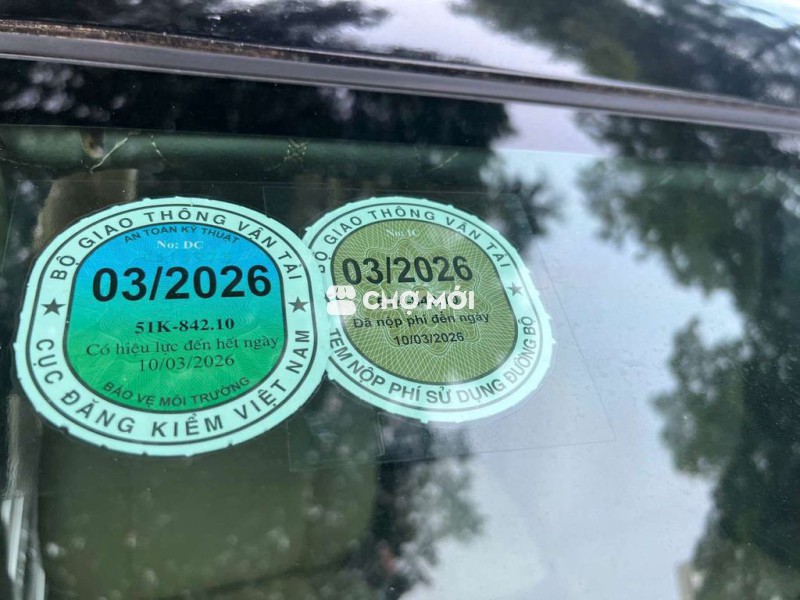 BỘ GIAO THÔNG VẬN TẢI
AN TOÀN KỸ THUẬT
No: DC
03/2026
51K-842.10
Có hiệu lực đến hết ngày
10/03/2026
BẢO VỆ MÔI TRƯỜNG
CỤC ĐĂNG KIỂM VIỆT NAM
BỘ GIAO THÔNG VẬN TẢI
No: IC
03/2026
CHỢ MỚI
Đã nộp phí đến ngày
10/03/2026
NỘP PHÍ SỬ DỤNG ĐƯỜNG BỘ